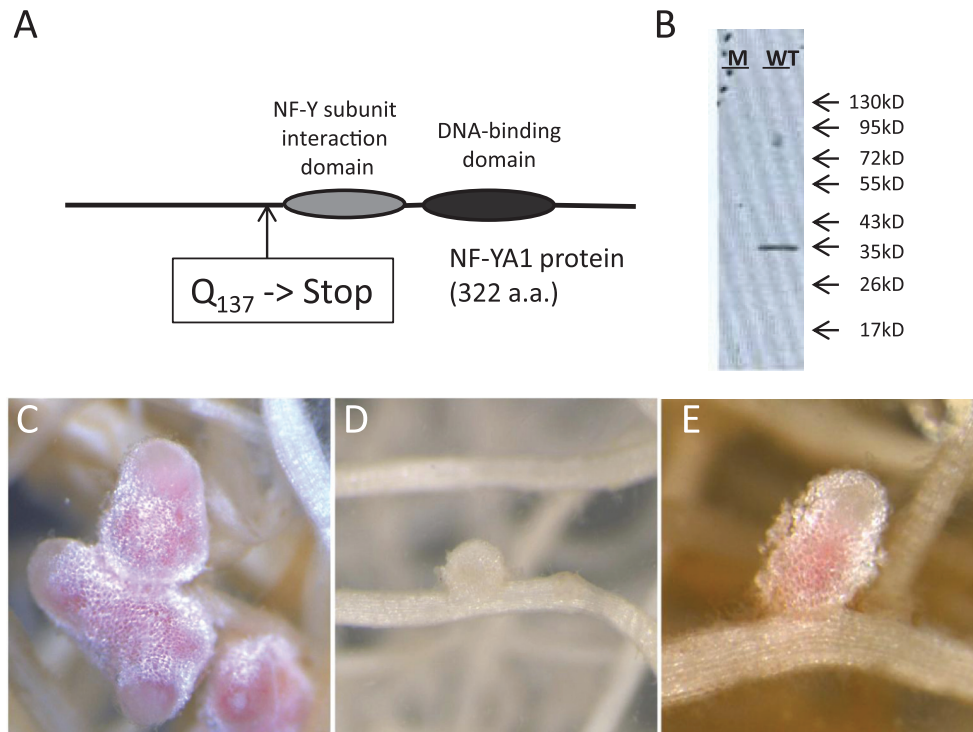 A
NF-Y subunit
interaction
domain
DNA-binding
domain
Q137 -> Stop
NF-YA1 protein
(322 a.a.)
B
M WT
130kD
95kD
72kD
55kD
43kD
35kD
26kD
17kD
C
D
E